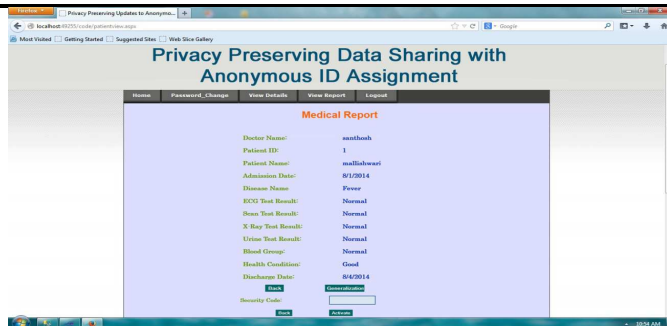 Firefox
Privacy Preserving Updates to Anonymo...
localhost:49255/code/patientview.aspx
Google
Most Visited Getting Started Suggested Sites Web Slice Gallery
Privacy Preserving Data Sharing with
Anonymous ID Assignment
Home Password_Change View Details View Report Logout
Medical Report
Doctor Name: santhosh
Patient ID: 1
Patient Name: mallishwari
Admission Date: 8/1/2014
Disease Name Fever
ECG Test Result: Normal
Scan Test Result: Normal
X-Ray Test Result: Normal
Urine Test Result: Normal
Blood Group: Normal
Health Condition: Good
Discharge Date: 8/4/2014
Back Generalization
Security Code:
Back Activate
10:54 AM